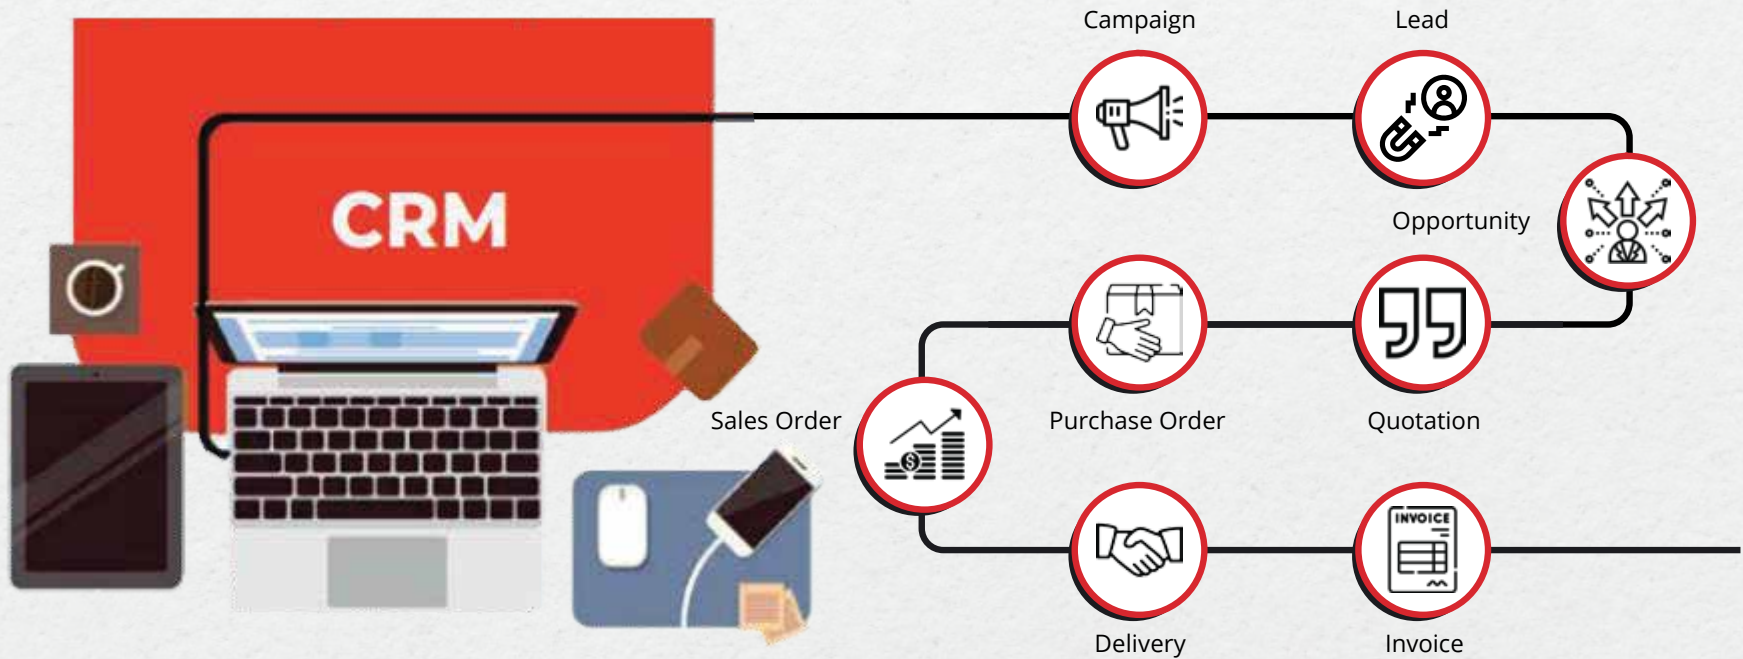 Campaign
Lead
CRM
Opportunity
Sales Order
Purchase Order
Quotation
$
INVOICE
Delivery
Invoice